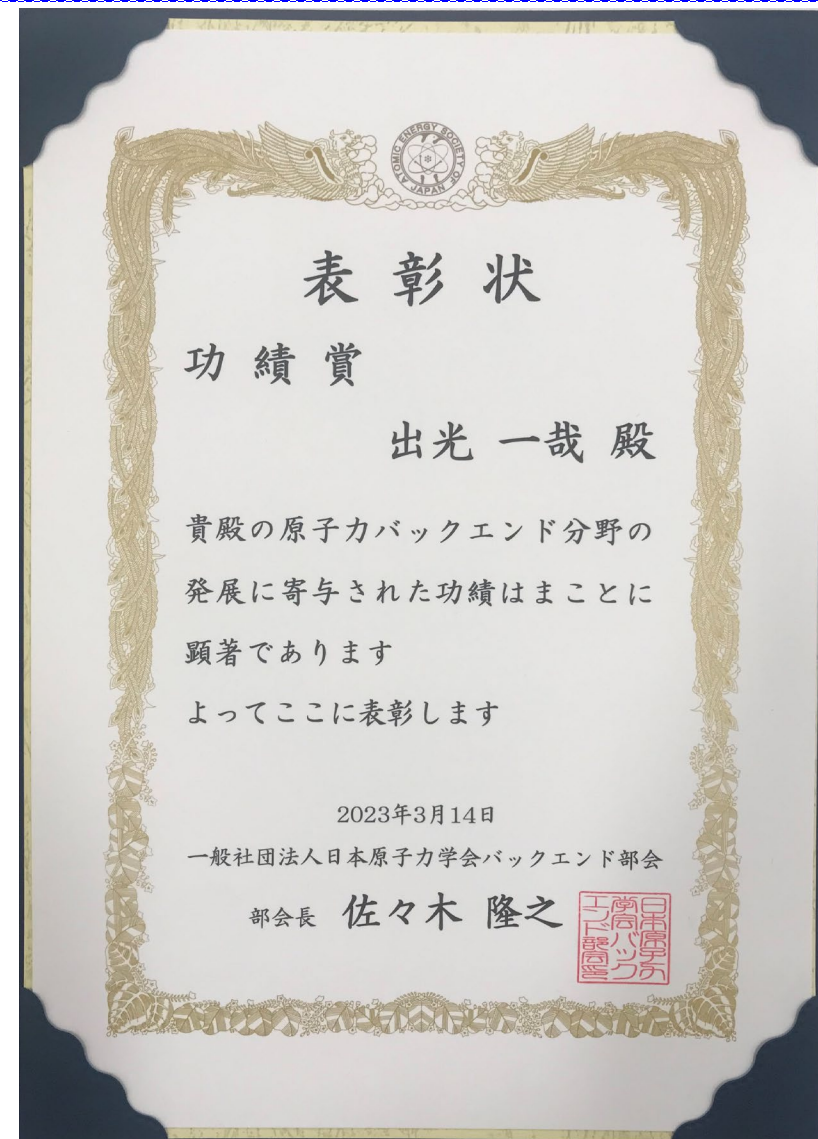 ATOMIC ENERGY SOCIETY OF JAPAN
表彰状
功績賞
出光 一哉 殿
貴殿の原子力バックエンド分野の
発展に寄与された功績はまことに
顕著であります
よってここに表彰します
2023年3月14日
一般社団法人日本原子力学会バックエンド部会
部会長 佐々木 隆之
日本原子力
学会バック
エンド部会印